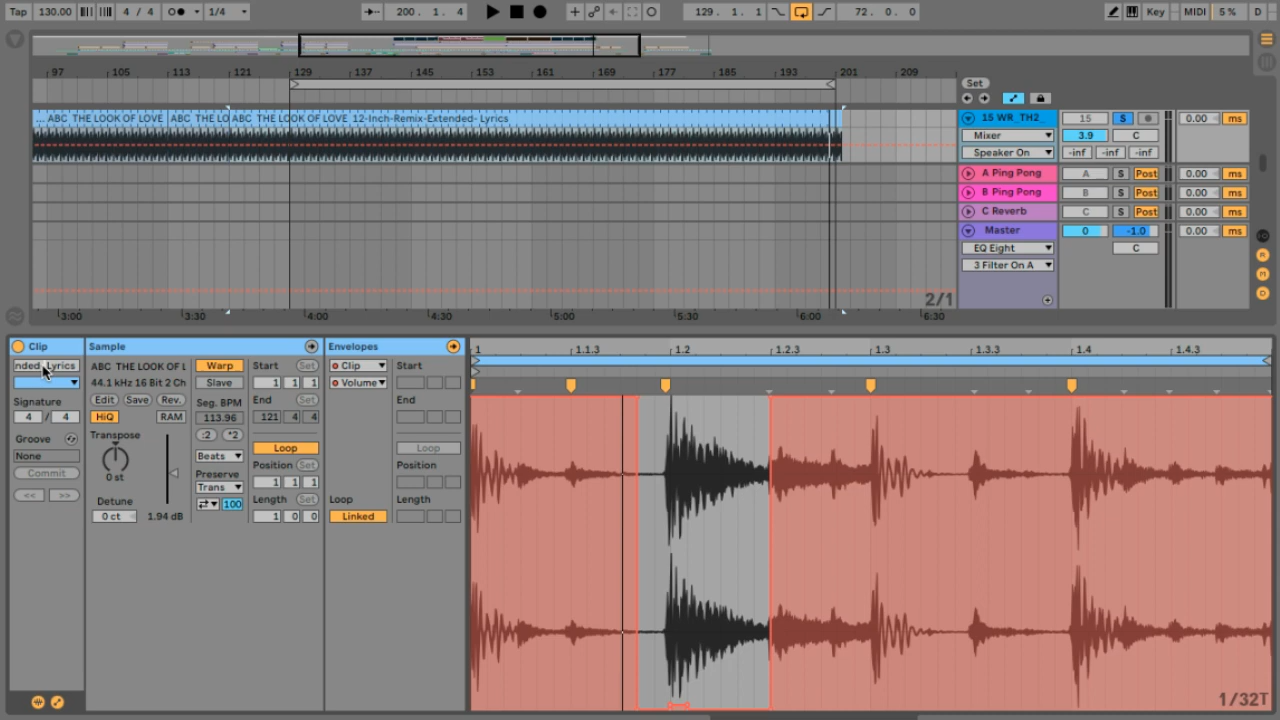 Tap 130.00 4 / 4 1/4 200. 1. 4 129. 1. 1 72. 0. 0 Key MIDI 5 % D
97 105 113 121 129 137 145 153 161 169 177 185 193 201 209
Set
... ABC THE LOOK OF LOVE ABC THE LO ABC THE LOOK OF LOVE 12-Inch-Remix-Extended- Lyrics
15 WR_TH2_ 15 S 0.00 ms
Mixer 3.9 C
Speaker On -inf -inf -inf
A Ping Pong A S Post 0.00 ms
B Ping Pong B S Post 0.00 ms
C Reverb C S Post 0.00 ms
Master 0 -1.0 0.00 ms
EQ Eight C
3 Filter On A
2/1
3:00 3:30 4:00 4:30 5:00 5:30 6:00 6:30
IO
R
M
D
Clip
nded- Lyrics
Signature
4 / 4
Groove
None
Commit
<< >>
Sample
ABC THE LOOK OF L
44.1 kHz 16 Bit 2 Ch
Edit Save Rev.
HiQ RAM
Transpose
0 st
Detune
0 ct 1.94 dB
Warp
Slave
Seg. BPM
113.96
:2 *2
Beats
Preserve
Trans
100
Start Set
1 1 1
End Set
121 4 4
Loop
Position Set
1 1 1
Length Set
1 0 0
Envelopes
Clip
Volume
Loop
Linked
Start
End
Loop
Position
Length
1 1.1.3 1.2 1.2.3 1.3 1.3.3 1.4 1.4.3
1/32T